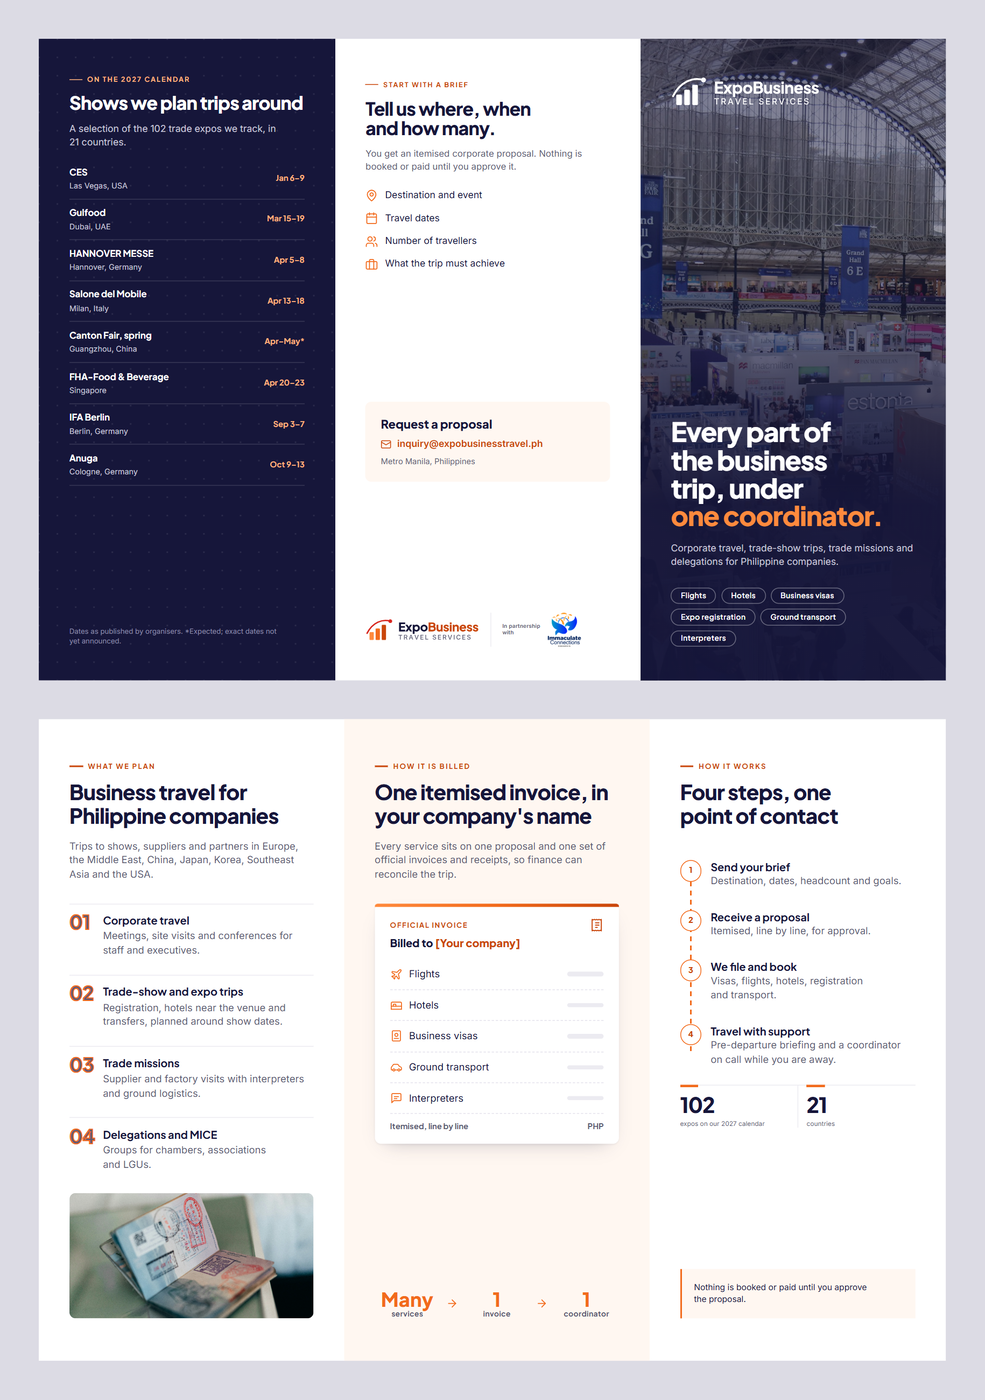 ON THE 2027 CALENDAR
Shows we plan trips around
A selection of the 102 trade expos we track, in
21 countries.
CES
Las Vegas, USA
Jan 6–9
Gulfood
Dubai, UAE
Mar 15–19
HANNOVER MESSE
Hannover, Germany
Apr 5–8
Salone del Mobile
Milan, Italy
Apr 13–18
Canton Fair, spring
Guangzhou, China
Apr–May*
FHA–Food & Beverage
Singapore
Apr 20–23
IFA Berlin
Berlin, Germany
Sep 3–7
Anuga
Cologne, Germany
Oct 9–13
Dates as published by organisers. *Expected; exact dates not
yet announced.
START WITH A BRIEF
Tell us where, when
and how many.
You get an itemised corporate proposal. Nothing is
booked or paid until you approve it.
Destination and event
Travel dates
Number of travellers
What the trip must achieve
Request a proposal
inquiry@expobusinesstravel.ph
Metro Manila, Philippines
ExpoBusiness
TRAVEL SERVICES
In partnership
with
Immaculate
Connections
ExpoBusiness
TRAVEL SERVICES
Grand
Hall
6 E
estonia
Every part of
the business
trip, under
one coordinator.
Corporate travel, trade-show trips, trade missions and
delegations for Philippine companies.
Flights
Hotels
Business visas
Expo registration
Ground transport
Interpreters
WHAT WE PLAN
Business travel for
Philippine companies
Trips to shows, suppliers and partners in Europe,
the Middle East, China, Japan, Korea, Southeast
Asia and the USA.
01
Corporate travel
Meetings, site visits and conferences for
staff and executives.
02
Trade-show and expo trips
Registration, hotels near the venue and
transfers, planned around show dates.
03
Trade missions
Supplier and factory visits with interpreters
and ground logistics.
04
Delegations and MICE
Groups for chambers, associations
and LGUs.
HOW IT IS BILLED
One itemised invoice, in
your company's name
Every service sits on one proposal and one set of
official invoices and receipts, so finance can
reconcile the trip.
OFFICIAL INVOICE
Billed to [Your company]
Flights
Hotels
Business visas
Ground transport
Interpreters
Itemised, line by line
PHP
Many
services
1
invoice
1
coordinator
HOW IT WORKS
Four steps, one
point of contact
1
Send your brief
Destination, dates, headcount and goals.
2
Receive a proposal
Itemised, line by line, for approval.
3
We file and book
Visas, flights, hotels, registration
and transport.
4
Travel with support
Pre-departure briefing and a coordinator
on call while you are away.
102
expos on our 2027 calendar
21
countries
Nothing is booked or paid until you approve
the proposal.